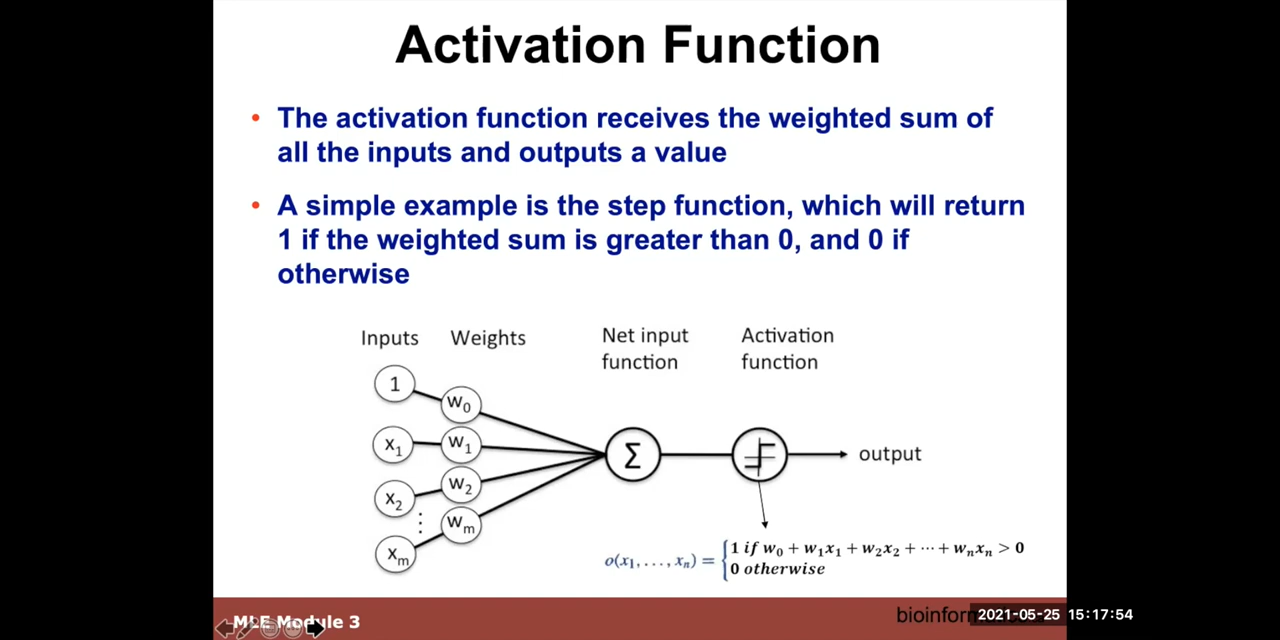 Activation Function
• The activation function receives the weighted sum of
all the inputs and outputs a value
• A simple example is the step function, which will return
1 if the weighted sum is greater than 0, and 0 if
otherwise
Inputs Weights Net input Activation
function function
1
w₀
x₁ w₁ Σ output
x₂ w₂
⋮ wₘ
xₘ
o(x₁, . . . , xₙ) = {1 if w₀ + w₁x₁ + w₂x₂ + ⋯ + wₙxₙ > 0
0 otherwise
MLE Module 3
2021-05-25 15:17:54